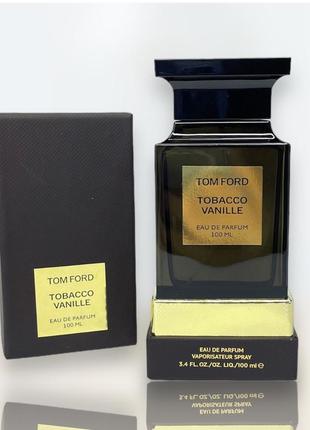 TOM FORD
TOBACCO
VANILLE
EAU DE PARFUM
100 ML
TOM FORD
TOBACCO
VANILLE
EAU DE PARFUM
100 ML
EAU DE PARFUM
VAPORISATEUR SPRAY
3.4 FL.OZ./OZ. LIQ./100 ml e